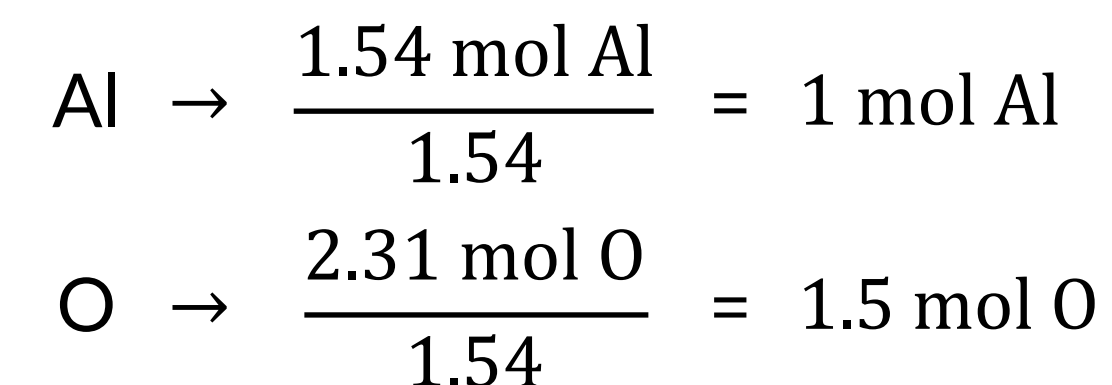 Al → 1.54 mol Al / 1.54 = 1 mol Al
O → 2.31 mol O / 1.54 = 1.5 mol O